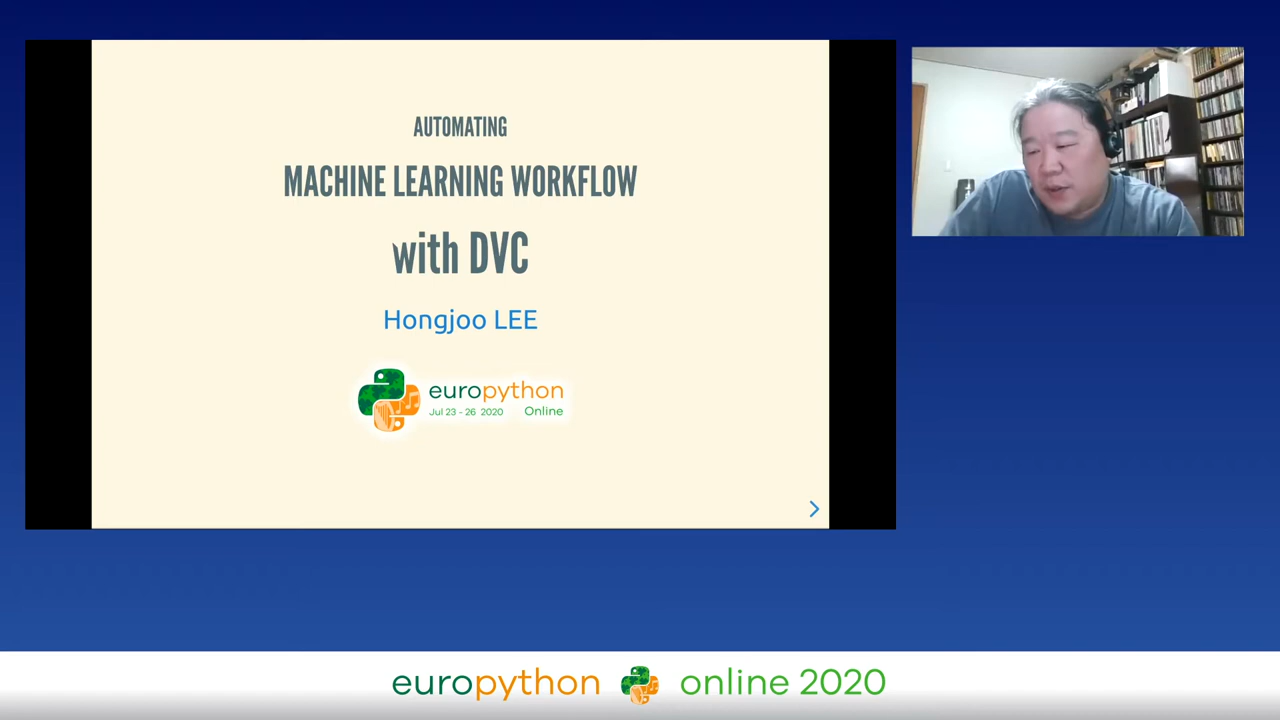 AUTOMATING
MACHINE LEARNING WORKFLOW
with DVC
Hongjoo LEE
europython
Jul 23 - 26 2020 Online
europython online 2020